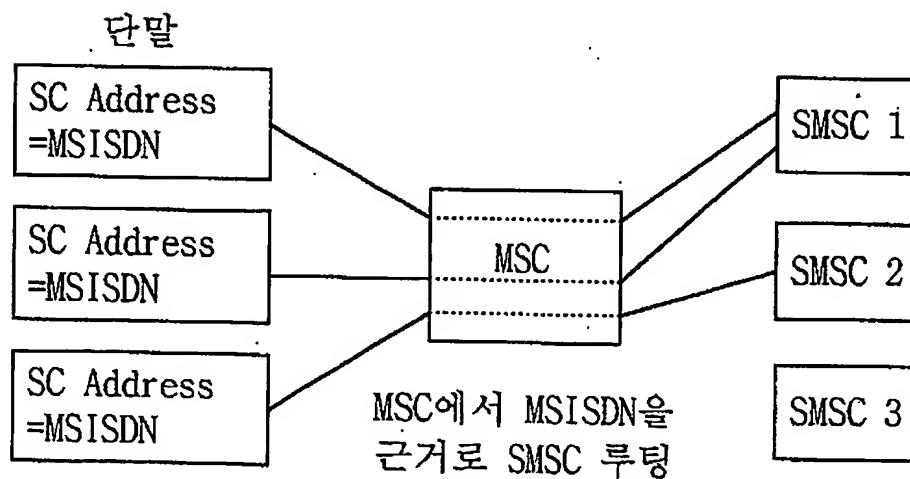 단말
SC Address
=MSISDN
SC Address
=MSISDN
SC Address
=MSISDN
MSC
MSC에서 MSISDN을
근거로 SMSC 루팅
SMSC 1
SMSC 2
SMSC 3